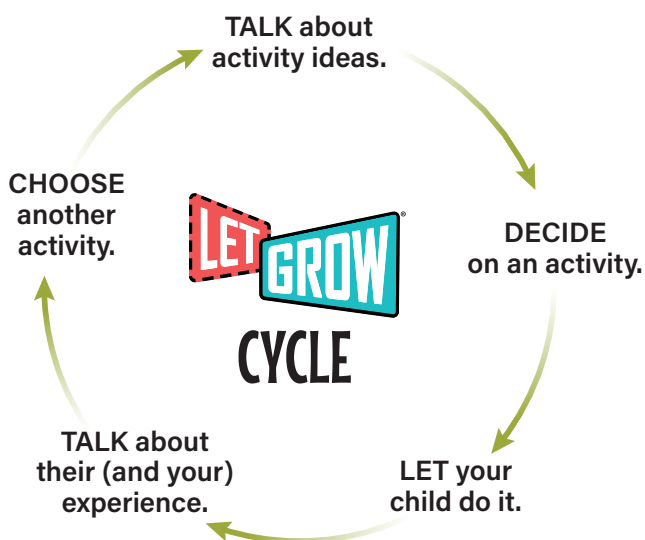 TALK about
activity ideas.
DECIDE
on an activity.
LET your
child do it.
TALK about
their (and your)
experience.
CHOOSE
another
activity.
LET
GROW®
CYCLE